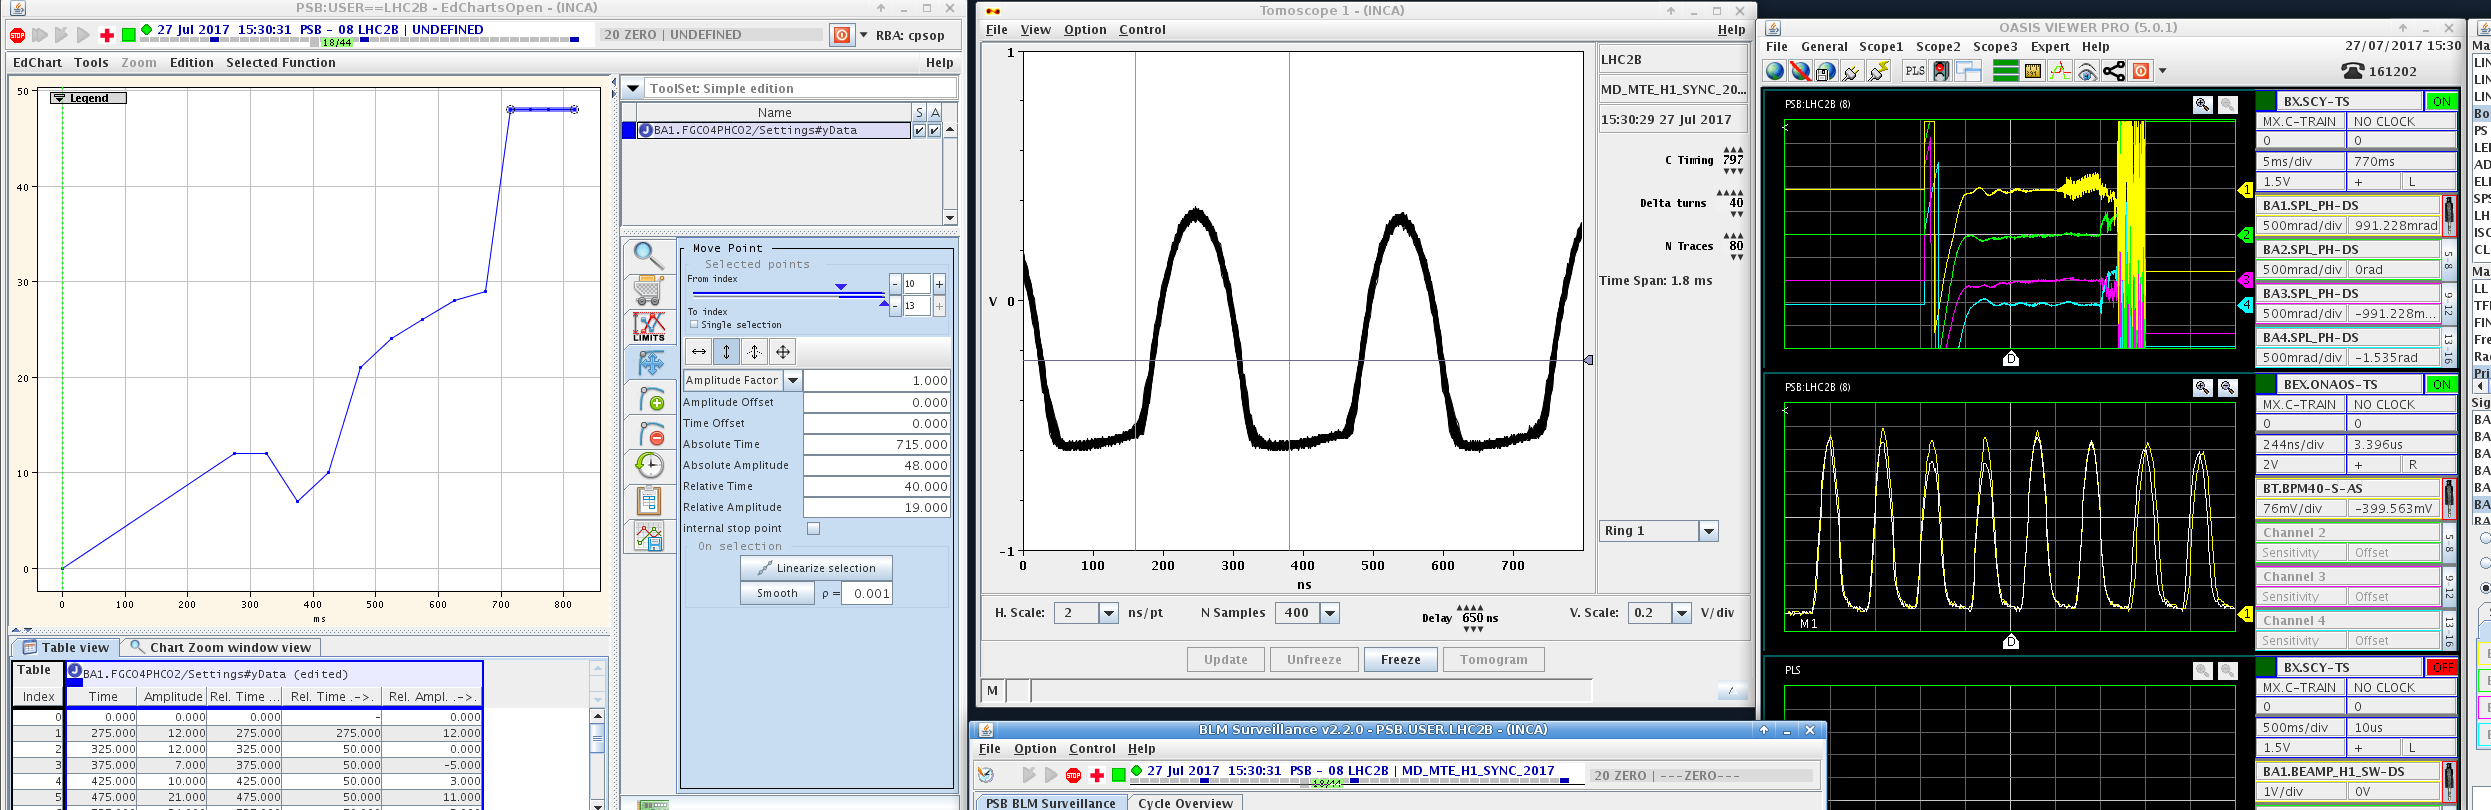 PSB:USER==LHC2B - EdChartsOpen - (INCA)
27 Jul 2017 15:30:31 PSB - 08 LHC2B | UNDEFINED
18/44
20 ZERO | UNDEFINED
RBA: cpsop
EdChart Tools Zoom Edition Selected Function Help
Legend
50
40
30
20
10
0
0 100 200 300 400 500 600 700 800
ms
ToolSet: Simple edition
Name S A
BA1.FGCO4PHCO2/Settings#yData
LIMITS
Move Point
Selected points
From index
10
To index
13
Single selection
Amplitude Factor 1.000
Amplitude Offset 0.000
Time Offset 0.000
Absolute Time 715.000
Absolute Amplitude 48.000
Relative Time 40.000
Relative Amplitude 19.000
internal stop point
On selection
Linearize selection
Smooth ρ = 0.001
Table view Chart Zoom window view
Table BA1.FGCO4PHCO2/Settings#yData (edited)
Index Time Amplitude Rel. Time ... Rel. Time .->. Rel. Ampl. .->.
0 0.000 0.000 0.000 - 0.000
1 275.000 12.000 275.000 275.000 12.000
2 325.000 12.000 325.000 50.000 0.000
3 375.000 7.000 375.000 50.000 -5.000
4 425.000 10.000 425.000 50.000 3.000
5 475.000 21.000 475.000 50.000 11.000
Tomoscope 1 - (INCA)
File View Option Control Help
1
V 0
-1
0 100 200 300 400 500 600 700
ns
LHC2B
MD_MTE_H1_SYNC_20...
15:30:29 27 Jul 2017
C Timing 797
Delta turns 40
N Traces 80
Time Span: 1.8 ms
Ring 1
H. Scale: 2 ns/pt N Samples 400 Delay 650 ns V. Scale: 0.2 V/div
Update Unfreeze Freeze Tomogram
M
BLM Surveillance v2.2.0 - PSB.USER.LHC2B - (INCA)
File Option Control Help
27 Jul 2017 15:30:31 PSB - 08 LHC2B | MD_MTE_H1_SYNC_2017
20 ZERO | ---ZERO---
PSB BLM Surveillance Cycle Overview
OASIS VIEWER PRO (5.0.1)
File General Scope1 Scope2 Scope3 Expert Help
27/07/2017 15:30
PLS
161202
PSB:LHC2B (8)
1
2
3
4
D
BX.SCY-TS ON
MX.C-TRAIN NO CLOCK
0 0
5ms/div 770ms
1.5V + L
BA1.SPL_PH-DS
500mrad/div 991.228mrad
BA2.SPL_PH-DS
500mrad/div 0rad
BA3.SPL_PH-DS
500mrad/div -991.228m...
BA4.SPL_PH-DS
500mrad/div -1.535rad
5-8
9-12
13-16
PSB:LHC2B (8)
M1
1
D
BEX.ONAOS-TS ON
MX.C-TRAIN NO CLOCK
0 0
244ns/div 3.396us
2V + R
BT.BPM40-S-AS
76mV/div -399.563mV
Channel 2
Sensitivity Offset
Channel 3
Sensitivity Offset
Channel 4
Sensitivity Offset
5-8
9-12
13-16
PLS
BX.SCY-TS OFF
MX.C-TRAIN NO CLOCK
0 0
500ms/div 10us
1.5V + L
BA1.BEAMP_H1_SW-DS
1V/div 0V